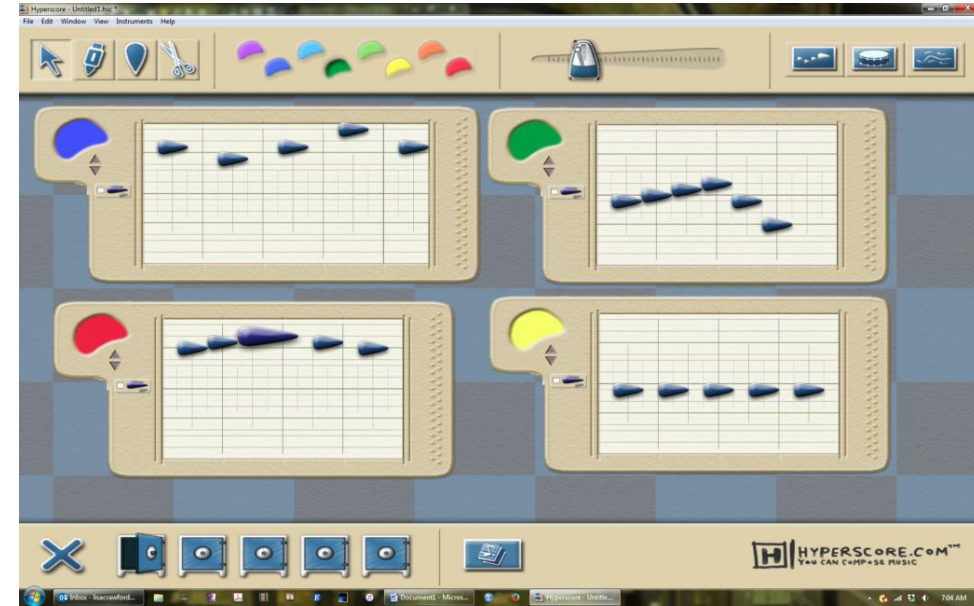 Hyperscore - Untitled1.hsc *
File Edit Window View Instruments Help
HYPERSCORE.COM™
YOU CAN COMPOSE MUSIC
Inbox - lisacrawford...
Document1 - Micros...
Hyperscore - Untitle...
7:04 AM